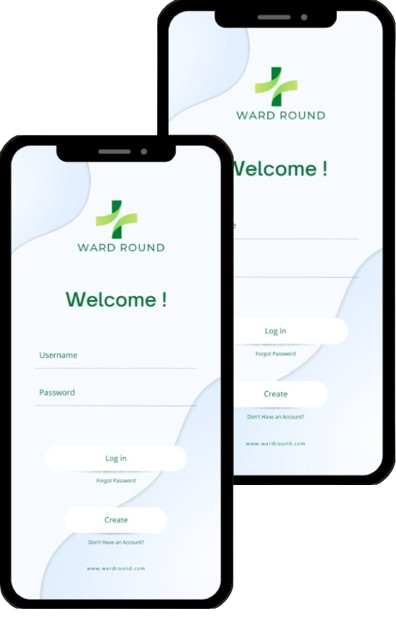 WARD ROUND
Welcome !
Username
Password
Log in
Forgot Password
Create
Don't Have an Account?
www.wardround.com
WARD ROUND
Welcome !
e
Log in
Forgot Password
Create
Don't Have an Account?
www.wardround.com